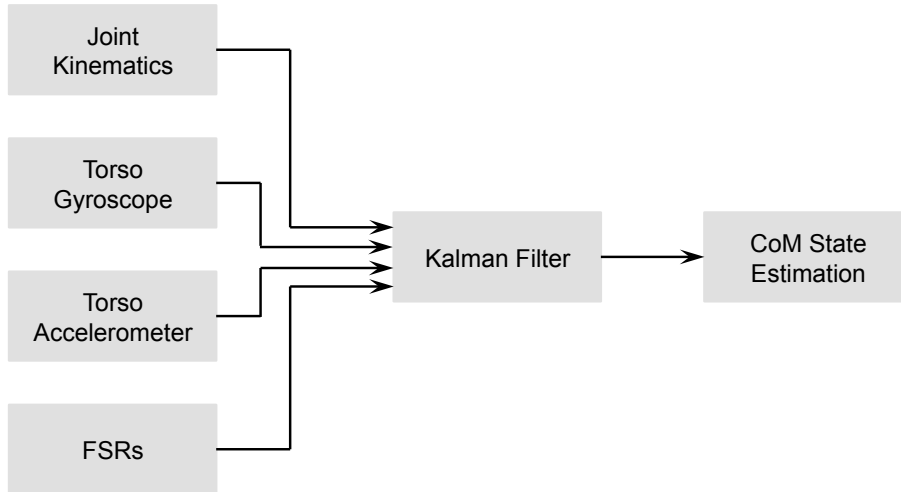 Joint
Kinematics
Torso
Gyroscope
Torso
Accelerometer
FSRs
Kalman Filter
CoM State
Estimation